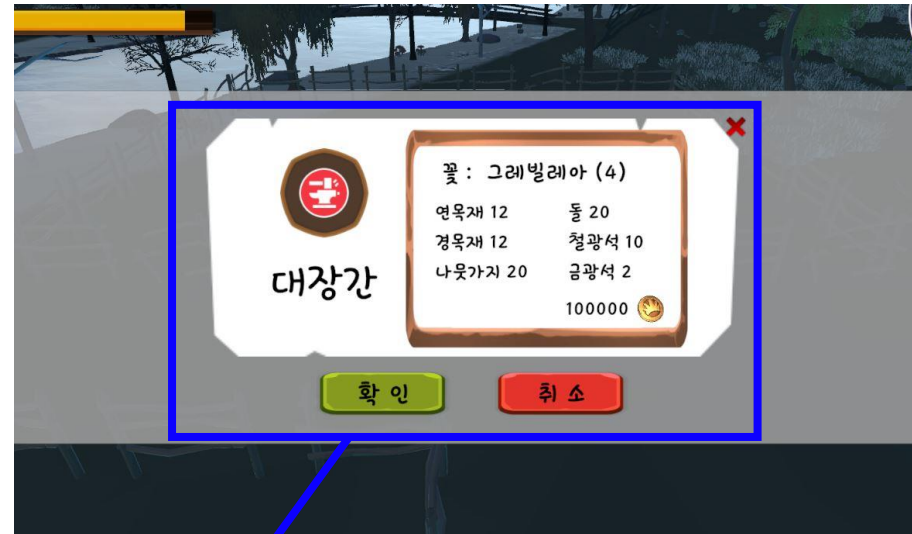 대장간
꽃 : 그레빌레아 (4)
연목재 12 돌 20
경목재 12 철광석 10
나뭇가지 20 금광석 2
100000
확 인 취 소